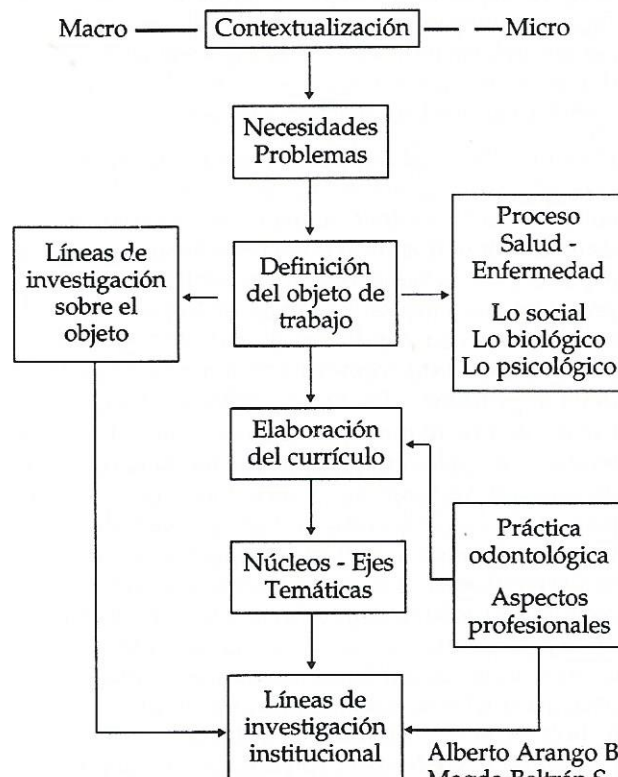 Macro
Contextualización
Micro
Necesidades
Problemas
Líneas de
investigación
sobre el
objeto
Definición
del objeto de
trabajo
Proceso
Salud -
Enfermedad
Lo social
Lo biológico
Lo psicológico
Elaboración
del currículo
Práctica
odontológica
Aspectos
profesionales
Núcleos - Ejes
Temáticas
Líneas de
investigación
institucional
Alberto Arango B
Magda Beltrán S